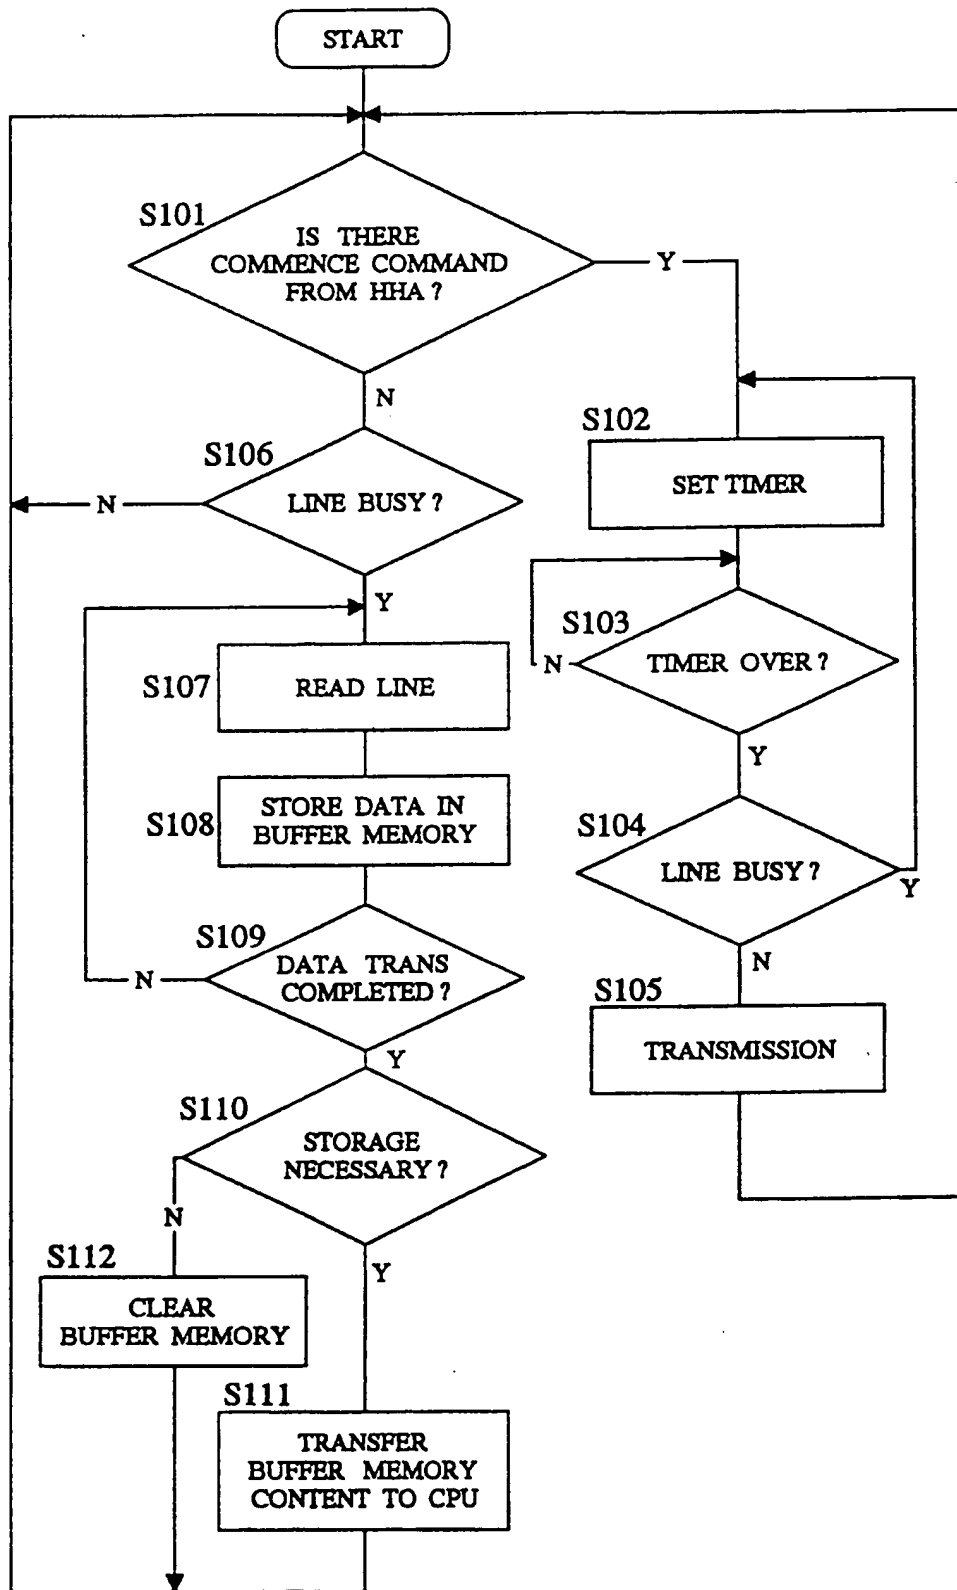 START
S101
IS THERE
COMMENCE COMMAND
FROM HHA?
Y
N
S102
SET TIMER
S106
LINE BUSY?
N
Y
S103
TIMER OVER?
N
Y
S107
READ LINE
S108
STORE DATA IN
BUFFER MEMORY
S104
LINE BUSY?
Y
N
S109
DATA TRANS
COMPLETED?
N
Y
S105
TRANSMISSION
S110
STORAGE
NECESSARY?
N
Y
S112
CLEAR
BUFFER MEMORY
S111
TRANSFER
BUFFER MEMORY
CONTENT TO CPU